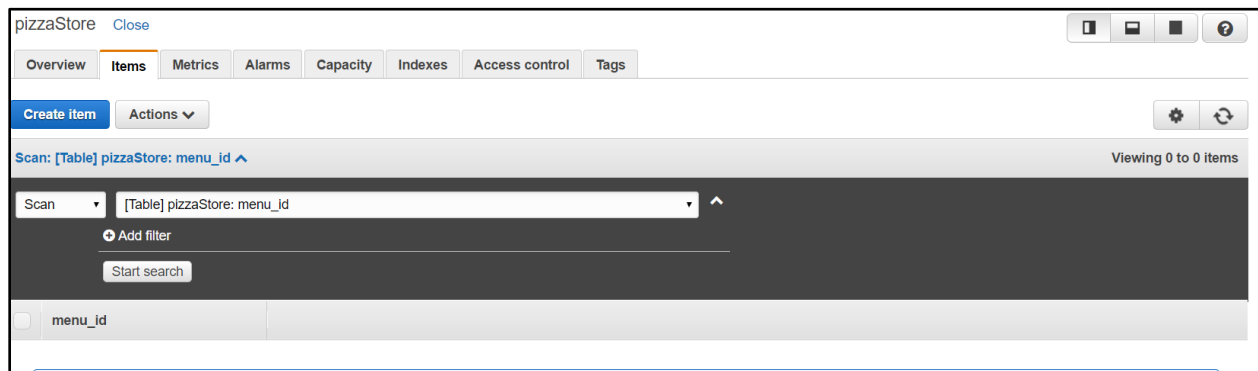 pizzaStore Close
Overview Items Metrics Alarms Capacity Indexes Access control Tags
Create item Actions
Scan: [Table] pizzaStore: menu_id Viewing 0 to 0 items
Scan [Table] pizzaStore: menu_id
Add filter
Start search
menu_id